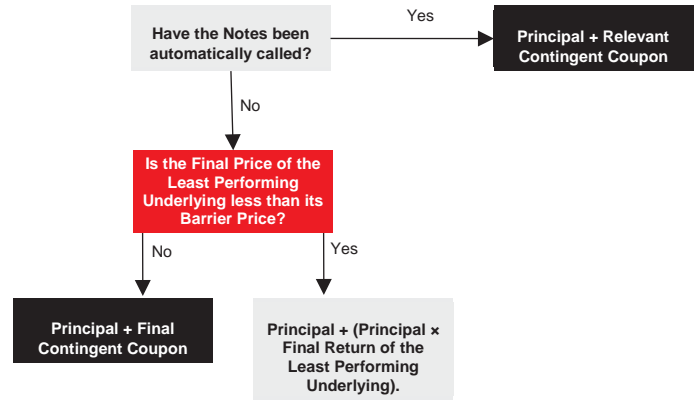 Have the Notes been
automatically called?
Yes
Principal + Relevant
Contingent Coupon
No
Is the Final Price of the
Least Performing
Underlying less than its
Barrier Price?
No
Yes
Principal + Final
Contingent Coupon
Principal + (Principal ×
Final Return of the
Least Performing
Underlying).